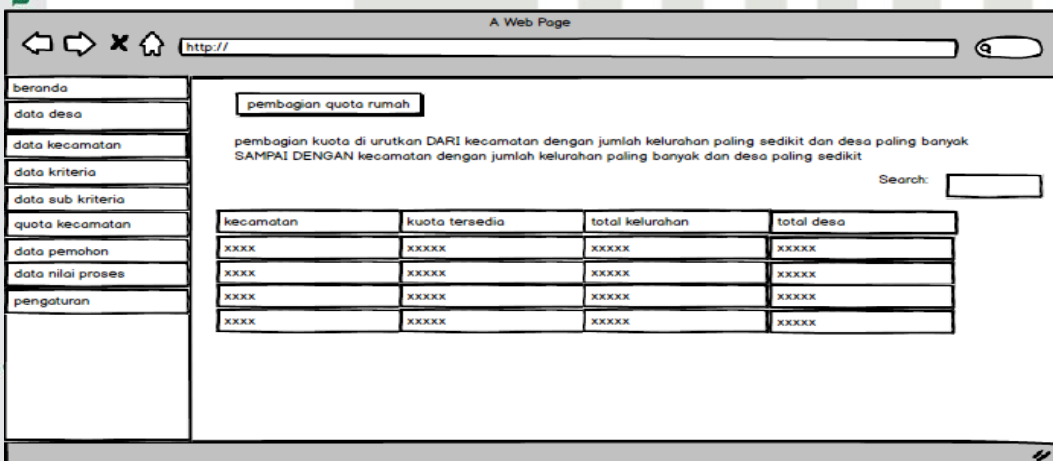 A Web Page
http://
beranda
data desa
data kecamatan
data kriteria
data sub kriteria
quota kecamatan
data pemohon
data nilai proses
pengaturan
pembagian quota rumah
pembagian kuota di urutkan DARI kecamatan dengan jumlah kelurahan paling sedikit dan desa paling banyak
SAMPAI DENGAN kecamatan dengan jumlah kelurahan paling banyak dan desa paling sedikit
Search:
kecamatan kuota tersedia total kelurahan total desa
xxxx xxxxx xxxxx xxxxx
xxxx xxxxx xxxxx xxxxx
xxxx xxxxx xxxxx xxxxx
xxxx xxxxx xxxxx xxxxx